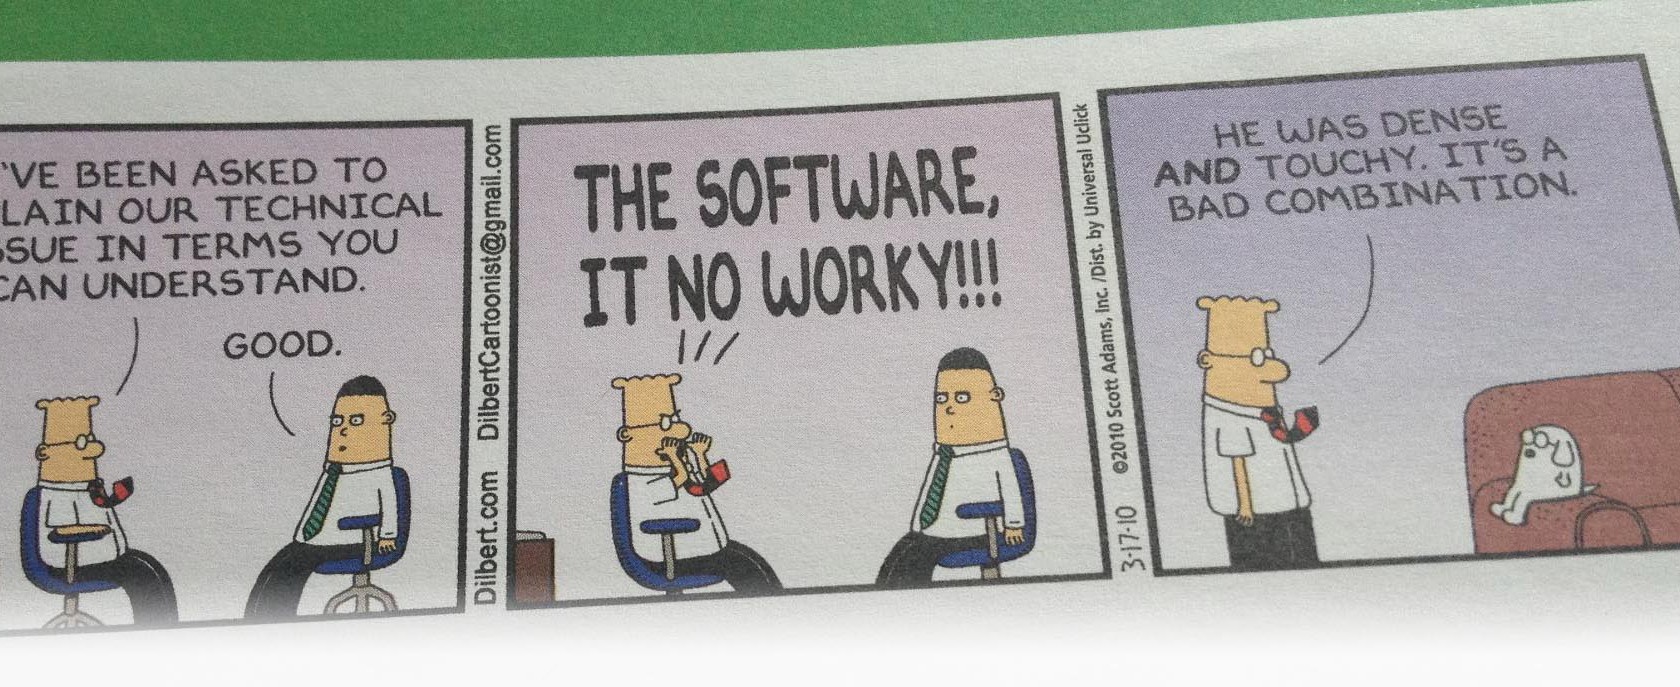 'VE BEEN ASKED TO
LAIN OUR TECHNICAL
SSUE IN TERMS YOU
CAN UNDERSTAND.
GOOD.
Dilbert.com DilbertCartoonist@gmail.com
THE SOFTWARE,
IT NO WORKY!!!
3-17-10 ©2010 Scott Adams, Inc. /Dist. by Universal Uclick
HE WAS DENSE
AND TOUCHY. IT'S A
BAD COMBINATION.